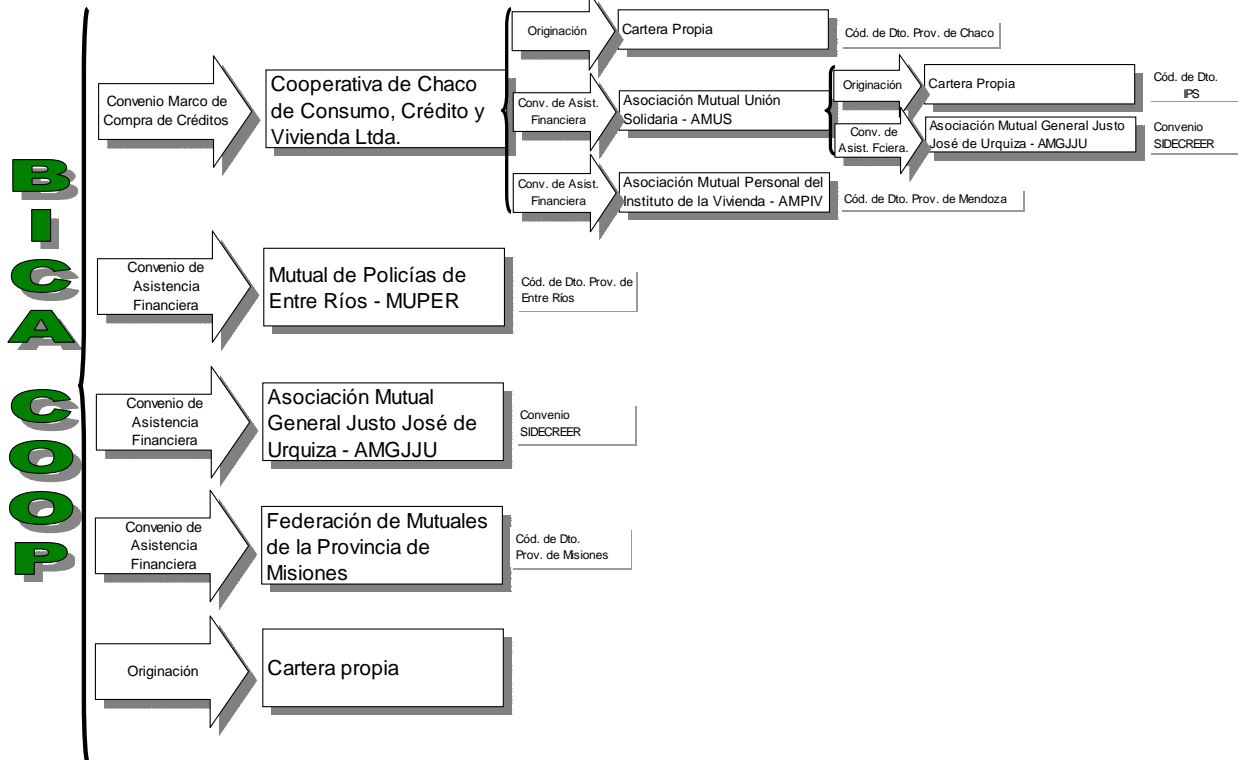 BICA COOP
Convenio Marco de
Compra de Créditos
Cooperativa de Chaco
de Consumo, Crédito y
Vivienda Ltda.
Originación
Cartera Propia
Cód. de Dto. Prov. de Chaco
Conv. de Asist.
Financiera
Asociación Mutual Unión
Solidaria - AMUS
Originación
Cartera Propia
Cód. de Dto.
IPS
Conv. de
Asist. Fciera.
Asociación Mutual General Justo
José de Urquiza - AMGJJU
Convenio
SIDECREER
Conv. de Asist.
Financiera
Asociación Mutual Personal del
Instituto de la Vivienda - AMPIV
Cód. de Dto. Prov. de Mendoza
Convenio de
Asistencia
Financiera
Mutual de Policías de
Entre Ríos - MUPER
Cód. de Dto. Prov. de
Entre Ríos
Convenio de
Asistencia
Financiera
Asociación Mutual
General Justo José de
Urquiza - AMGJJU
Convenio
SIDECREER
Convenio de
Asistencia
Financiera
Federación de Mutuales
de la Provincia de
Misiones
Cód. de Dto.
Prov. de Misiones
Originación
Cartera propia